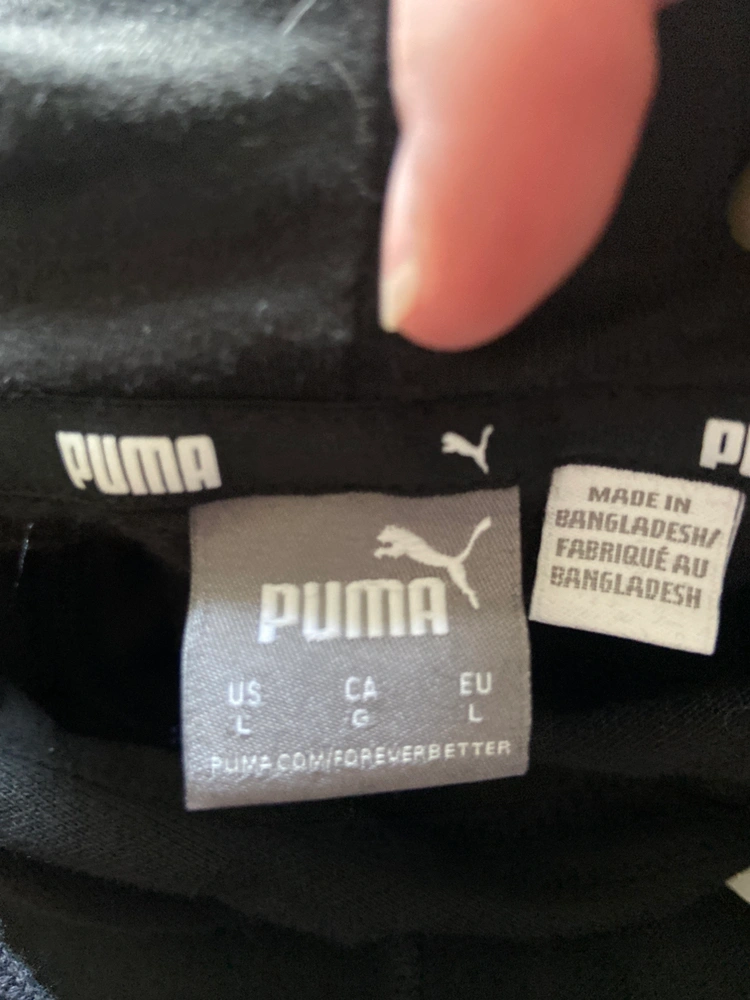 PUMA
PUMA
US CA EU
L G L
PUMA.COM/FOREVERBETTER
MADE IN
BANGLADESH/
FABRIQUÉ AU
BANGLADESH